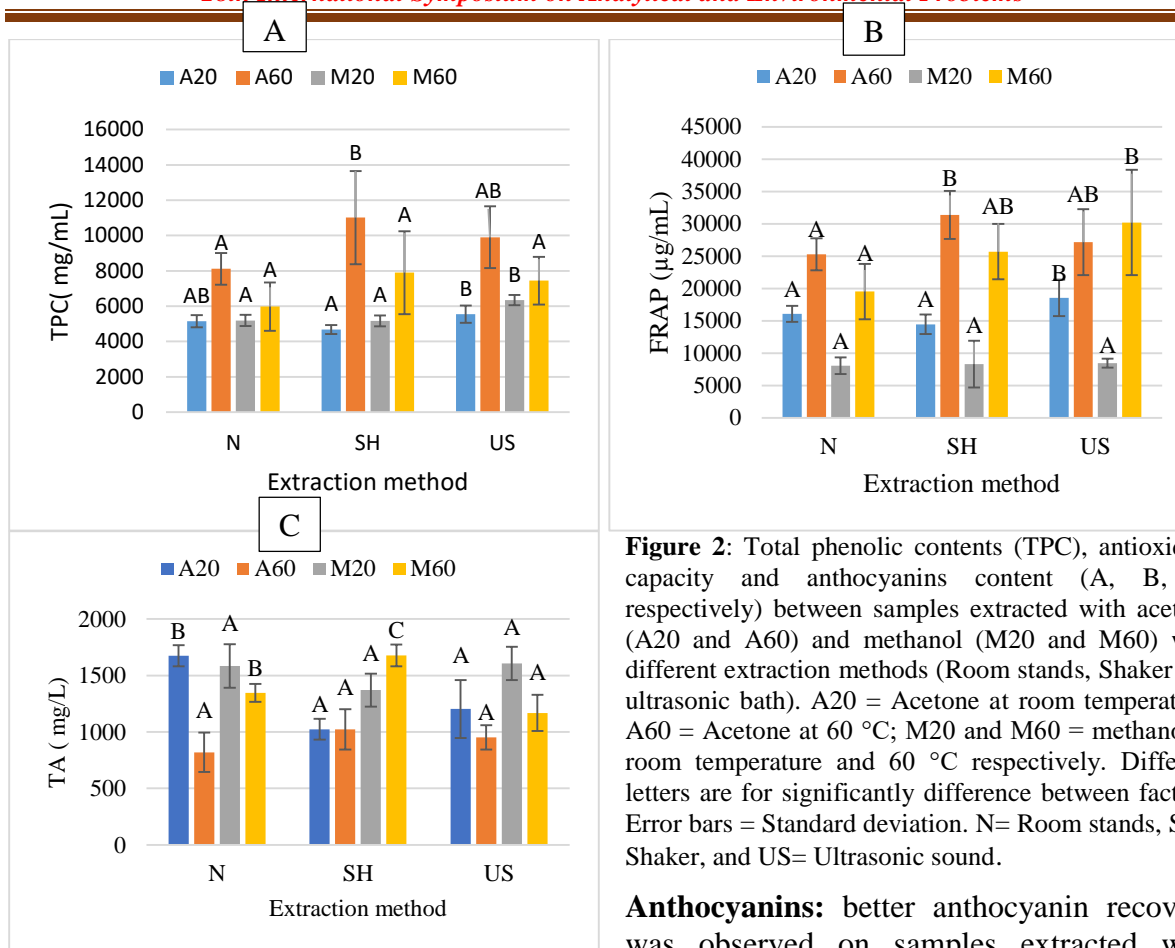 A
A20 A60 M20 M60
16000
14000
12000
10000
8000
6000
4000
2000
0
TPC( mg/mL)
AB A A A
A B A A
B AB B A
N SH US
Extraction method
B
A20 A60 M20 M60
45000
40000
35000
30000
25000
20000
15000
10000
5000
0
FRAP (µg/mL)
A A A A
A B A AB
B AB A B
N SH US
Extraction method
C
A20 A60 M20 M60
2000
1500
1000
500
0
TA ( mg/L)
B A A B
A A A C
A A A A
N SH US
Extraction method
Figure 2: Total phenolic contents (TPC), antioxid
capacity and anthocyanins content (A, B,
respectively) between samples extracted with acet
(A20 and A60) and methanol (M20 and M60) w
different extraction methods (Room stands, Shaker
ultrasonic bath). A20 = Acetone at room temperat
A60 = Acetone at 60 °C; M20 and M60 = methano
room temperature and 60 °C respectively. Diffe
letters are for significantly difference between fact
Error bars = Standard deviation. N= Room stands, S
Shaker, and US= Ultrasonic sound.
Anthocyanins: better anthocyanin recov
was observed on samples extracted w